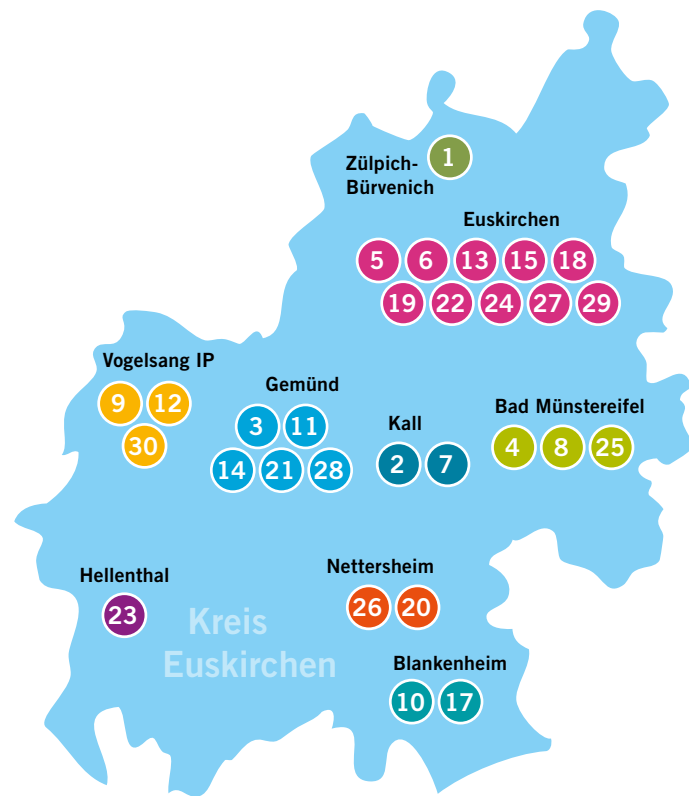 1
Zülpich-
Bürvenich
Euskirchen
5 6 13 15 18
19 22 24 27 29
Vogelsang IP
9 12
30
Gemünd
3 11
14 21 28
Kall
2 7
Bad Münstereifel
4 8 25
Hellenthal
23
Nettersheim
26 20
Kreis
Euskirchen
Blankenheim
10 17